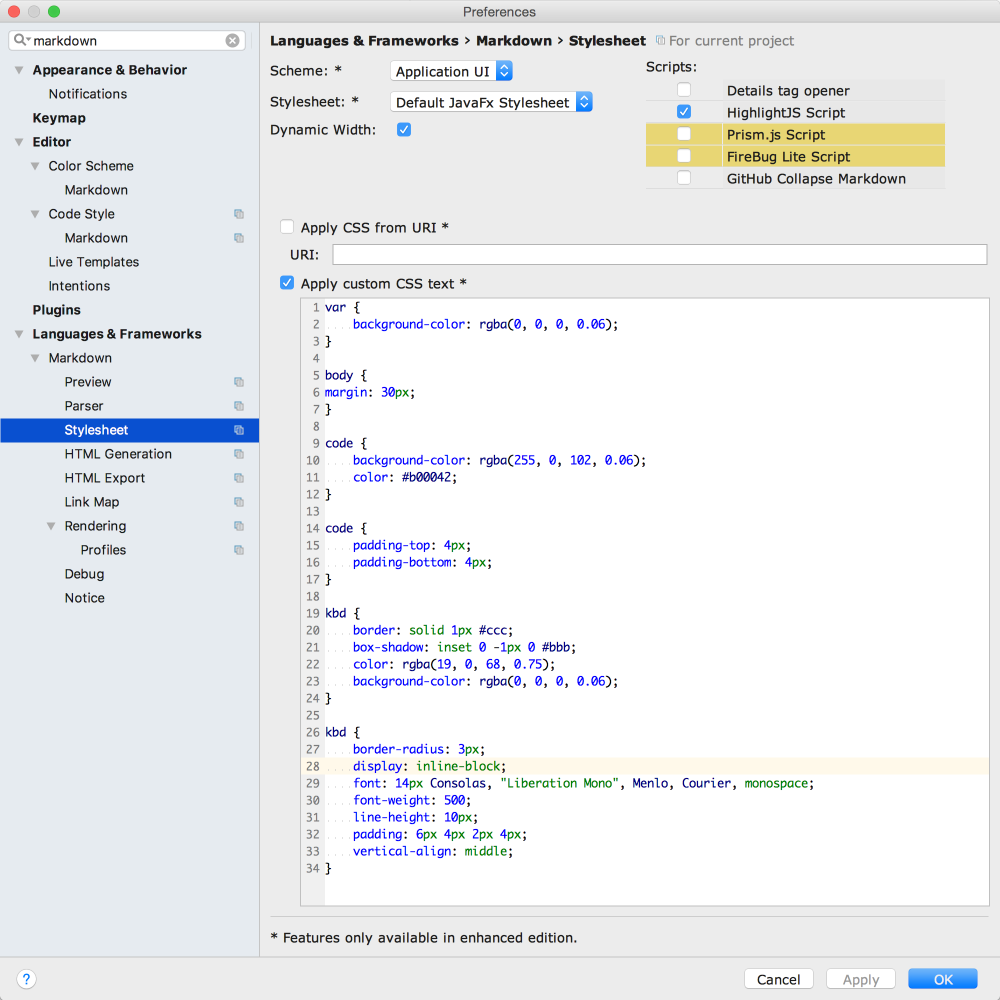 Preferences
markdown
Appearance & Behavior
Notifications
Keymap
Editor
Color Scheme
Markdown
Code Style
Markdown
Live Templates
Intentions
Plugins
Languages & Frameworks
Markdown
Preview
Parser
Stylesheet
HTML Generation
HTML Export
Link Map
Rendering
Profiles
Debug
Notice
Languages & Frameworks › Markdown › Stylesheet For current project
Scheme: * Application UI
Stylesheet: * Default JavaFx Stylesheet
Dynamic Width:
Scripts:
Details tag opener
HighlightJS Script
Prism.js Script
FireBug Lite Script
GitHub Collapse Markdown
Apply CSS from URI *
URI:
Apply custom CSS text *
1 var {
2 background-color: rgba(0, 0, 0, 0.06);
3 }
4
5 body {
6 margin: 30px;
7 }
8
9 code {
10 background-color: rgba(255, 0, 102, 0.06);
11 color: #b00042;
12 }
13
14 code {
15 padding-top: 4px;
16 padding-bottom: 4px;
17 }
18
19 kbd {
20 border: solid 1px #ccc;
21 box-shadow: inset 0 -1px 0 #bbb;
22 color: rgba(19, 0, 68, 0.75);
23 background-color: rgba(0, 0, 0, 0.06);
24 }
25
26 kbd {
27 border-radius: 3px;
28 display: inline-block;
29 font: 14px Consolas, "Liberation Mono", Menlo, Courier, monospace;
30 font-weight: 500;
31 line-height: 10px;
32 padding: 6px 4px 2px 4px;
33 vertical-align: middle;
34 }
* Features only available in enhanced edition.
?
Cancel Apply OK